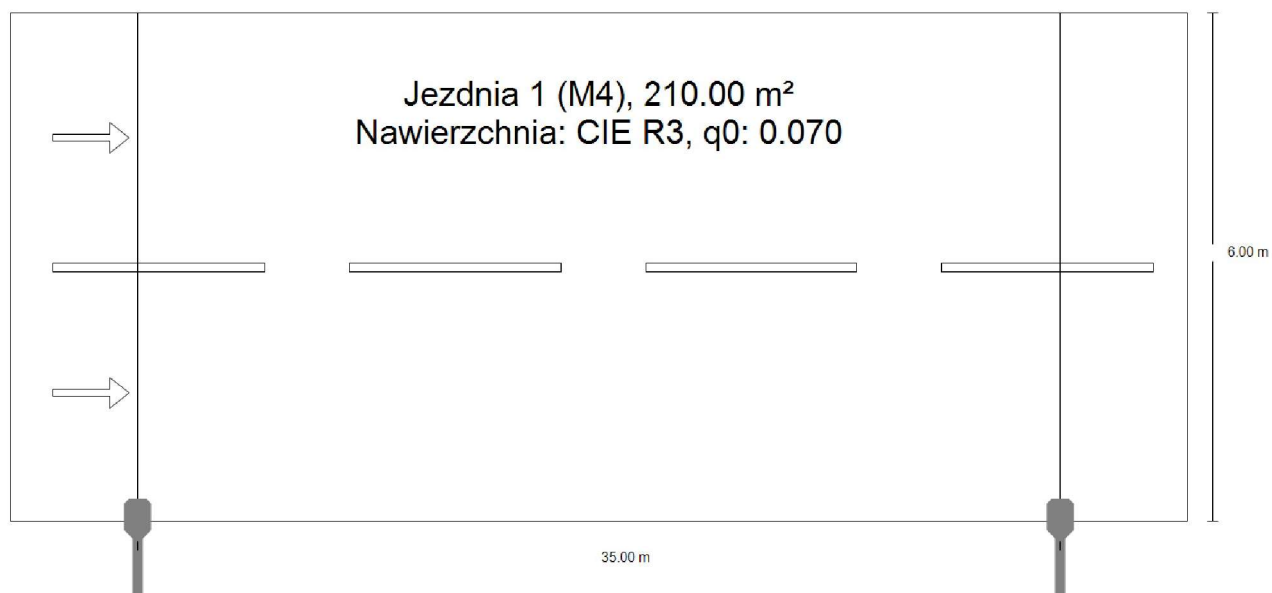 Jezdnia 1 (M4), 210.00 m²
Nawierzchnia: CIE R3, q0: 0.070
6.00 m
35.00 m